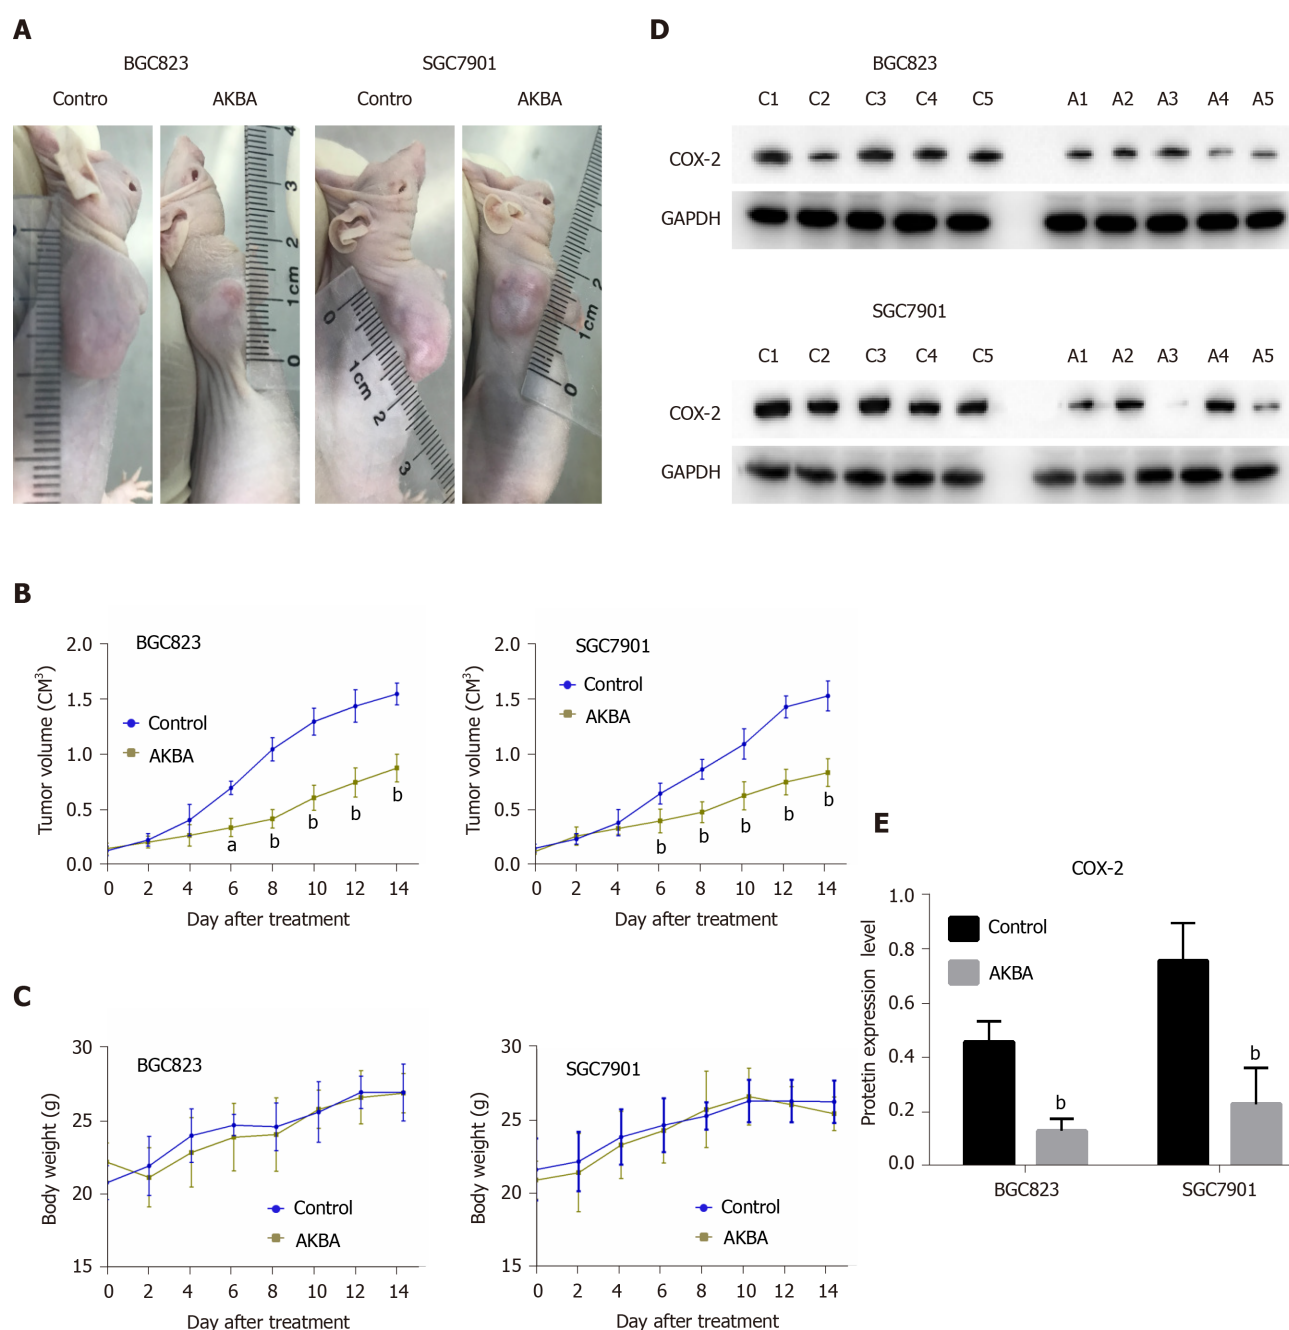 A
BGC823
SGC7901
Contro
AKBA
Contro
AKBA
4
3
2
1cm
0
0
1cm
2
3
2
1cm
0
D
BGC823
C1 C2 C3 C4 C5 A1 A2 A3 A4 A5
COX-2
GAPDH
SGC7901
C1 C2 C3 C4 C5 A1 A2 A3 A4 A5
COX-2
GAPDH
B
BGC823
Control
AKBA
Tumor volume (CM³)
2.0
1.5
1.0
0.5
0.0
a b b b b
0 2 4 6 8 10 12 14
Day after treatment
SGC7901
Control
AKBA
Tumor volume (CM³)
2.0
1.5
1.0
0.5
0.0
b b b b b
0 2 4 6 8 10 12 14
Day after treatment
C
BGC823
Control
AKBA
Body weight (g)
30
25
20
15
0 2 4 6 8 10 12 14
Day after treatment
SGC7901
Control
AKBA
Body weight (g)
30
25
20
15
0 2 4 6 8 10 12 14
Day after treatment
E
COX-2
Control
AKBA
Protetin expression level
1.0
0.8
0.6
0.4
0.2
0.0
b
b
BGC823
SGC7901